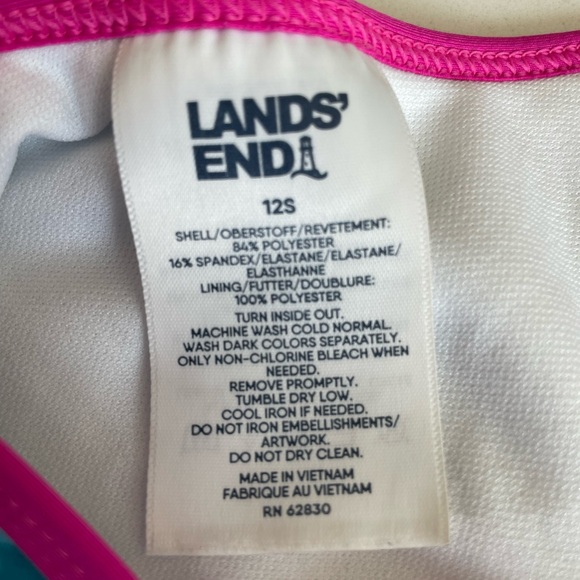 LANDS'
END
12S
SHELL/OBERSTOFF/REVETEMENT:
84% POLYESTER
16% SPANDEX/ELASTANE/ELASTANE/
ELASTHANNE
LINING/FUTTER/DOUBLURE:
100% POLYESTER
TURN INSIDE OUT.
MACHINE WASH COLD NORMAL.
WASH DARK COLORS SEPARATELY.
ONLY NON-CHLORINE BLEACH WHEN
NEEDED.
REMOVE PROMPTLY.
TUMBLE DRY LOW.
COOL IRON IF NEEDED.
DO NOT IRON EMBELLISHMENTS/
ARTWORK.
DO NOT DRY CLEAN.
MADE IN VIETNAM
FABRIQUE AU VIETNAM
RN 62830